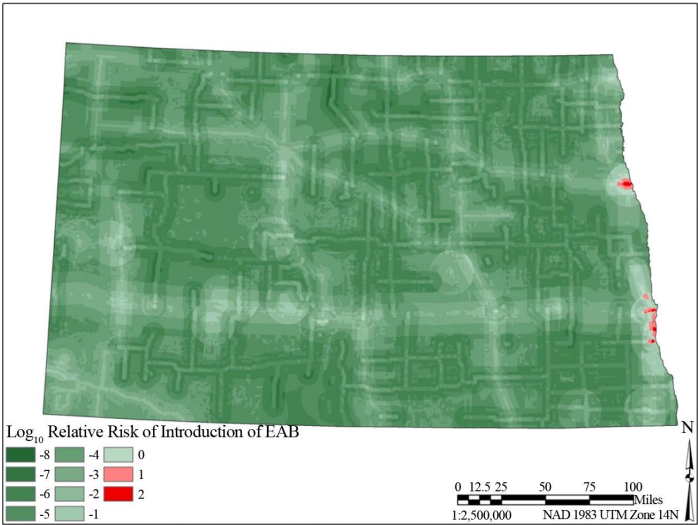 Log10 Relative Risk of Introduction of EAB
-8 -4 0
-7 -3 1
-6 -2 2
-5 -1
N
0 12.5 25 50 75 100
Miles
1:2,500,000 NAD 1983 UTM Zone 14N